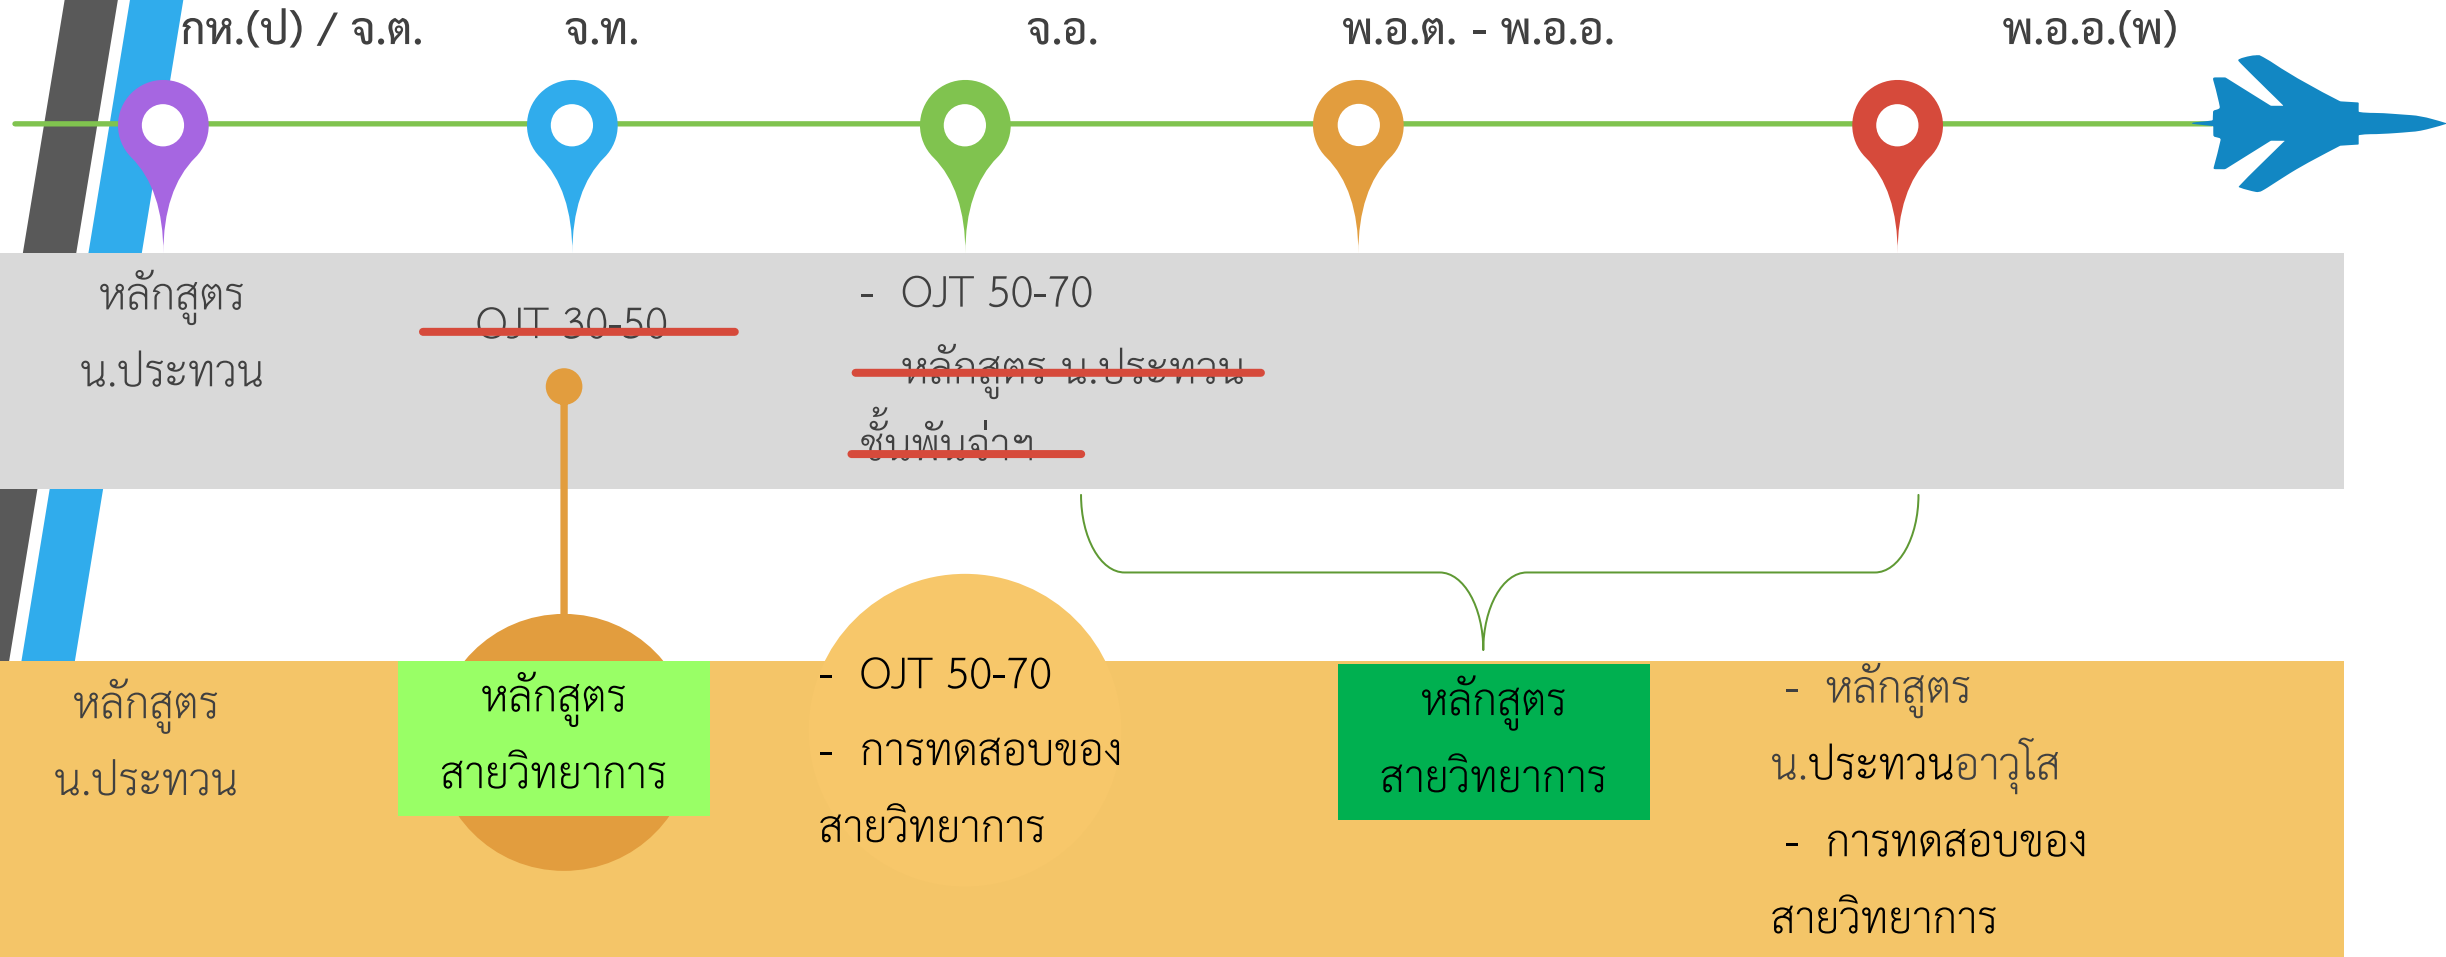 กห.(ป) / จ.ต.
จ.ท.
จ.อ.
พ.อ.ต. - พ.อ.อ.
พ.อ.อ.(พ)
หลักสูตร
น.ประทวน
OJT 30-50
- OJT 50-70
หลักสูตร น.ประทวน
ชั้นพันจ่าฯ
หลักสูตร
น.ประทวน
หลักสูตร
สายวิทยาการ
- OJT 50-70
- การทดสอบของ
สายวิทยาการ
หลักสูตร
สายวิทยาการ
- หลักสูตร
น.ประทวนอาวุโส
- การทดสอบของ
สายวิทยาการ